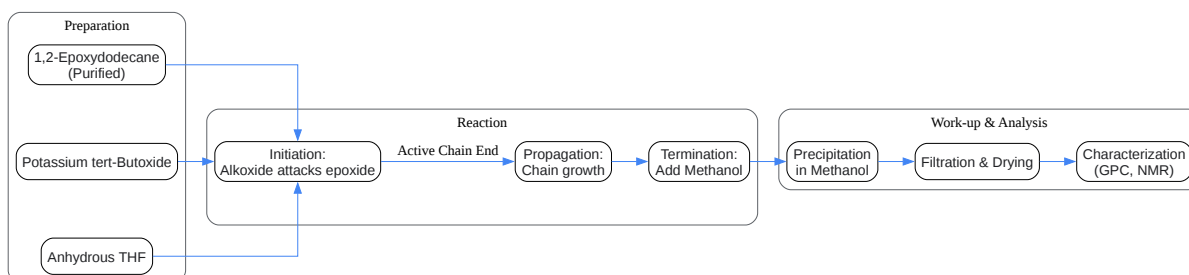 Preparation
1,2-Epoxydodecane
(Purified)
Potassium tert-Butoxide
Anhydrous THF
Reaction
Initiation:
Alkoxide attacks epoxide
Active Chain End
Propagation:
Chain growth
Termination:
Add Methanol
Work-up & Analysis
Precipitation
in Methanol
Filtration & Drying
Characterization
(GPC, NMR)